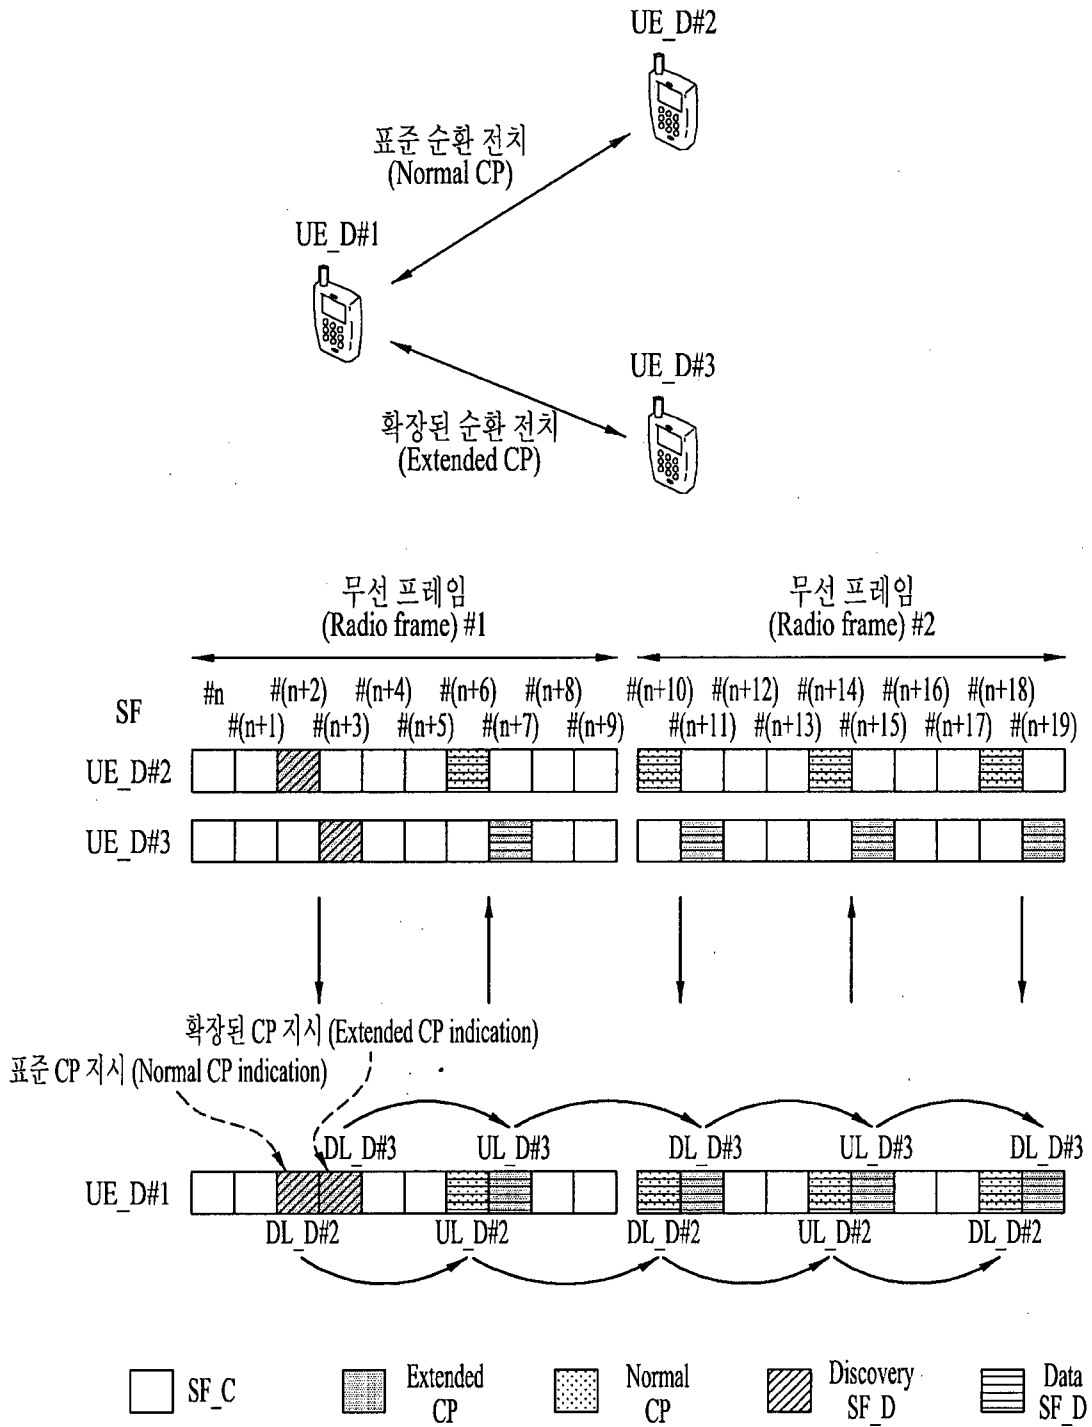 UE_D#2
표준 순환 전치
(Normal CP)
UE_D#1
UE_D#3
확장된 순환 전치
(Extended CP)
무선 프레임
(Radio frame) #1
무선 프레임
(Radio frame) #2
#n #(n+2) #(n+4) #(n+6) #(n+8) #(n+10) #(n+12) #(n+14) #(n+16) #(n+18)
SF
#(n+1) #(n+3) #(n+5) #(n+7) #(n+9) #(n+11) #(n+13) #(n+15) #(n+17) #(n+19)
UE_D#2
UE_D#3
확장된 CP 지시 (Extended CP indication)
표준 CP 지시 (Normal CP indication)
DL_D#3 UL_D#3 DL_D#3 UL_D#3 DL_D#3
UE_D#1
DL_D#2 UL_D#2 DL_D#2 UL_D#2 DL_D#2
SF_C
Extended
CP
Normal
CP
Discovery
SF_D
Data
SF_D